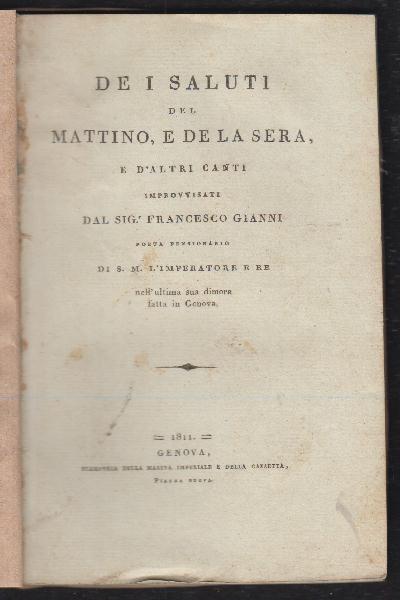 DE I SALUTI
DEL
MATTINO, E DE LA SERA,
E D'ALTRI CANTI
IMPROVVISATI
DAL SIG.r FRANCESCO GIANNI
POETA PENSIONARIO
DI S. M. L'IMPERATORE E RE
nell'ultima sua dimora
fatta in Genova.
= 1811. =
GENOVA,
STAMPERIA DELLA MARINA IMPERIALE E DELLA GAZZETTA,
PIAZZA NUOVA.